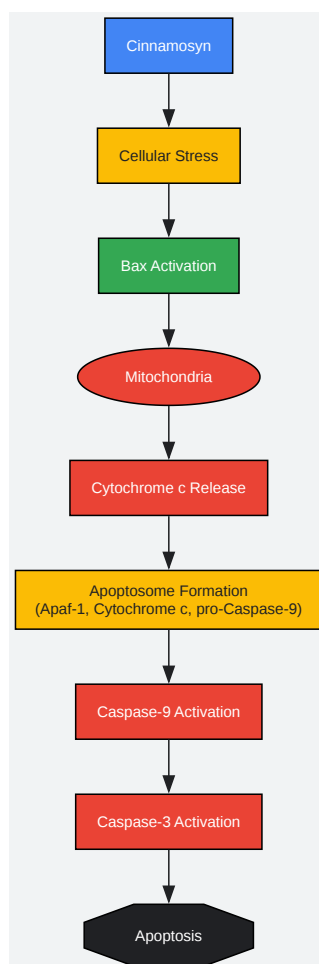 Cinnamosyn
Cellular Stress
Bax Activation
Mitochondria
Cytochrome c Release
Apoptosome Formation
(Apaf-1, Cytochrome c, pro-Caspase-9)
Caspase-9 Activation
Caspase-3 Activation
Apoptosis